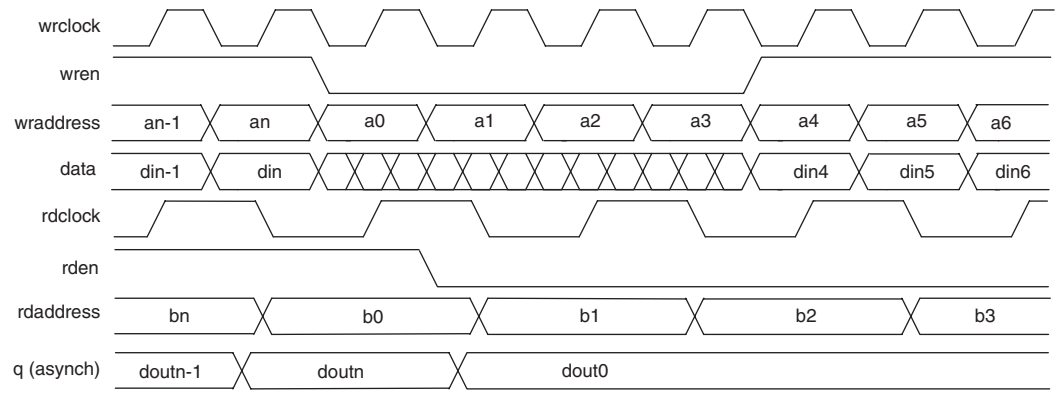 wrclock
wren
wraddress an-1 an a0 a1 a2 a3 a4 a5 a6
data din-1 din din4 din5 din6
rdclock
rden
rdaddress bn b0 b1 b2 b3
q (asynch) doutn-1 doutn dout0